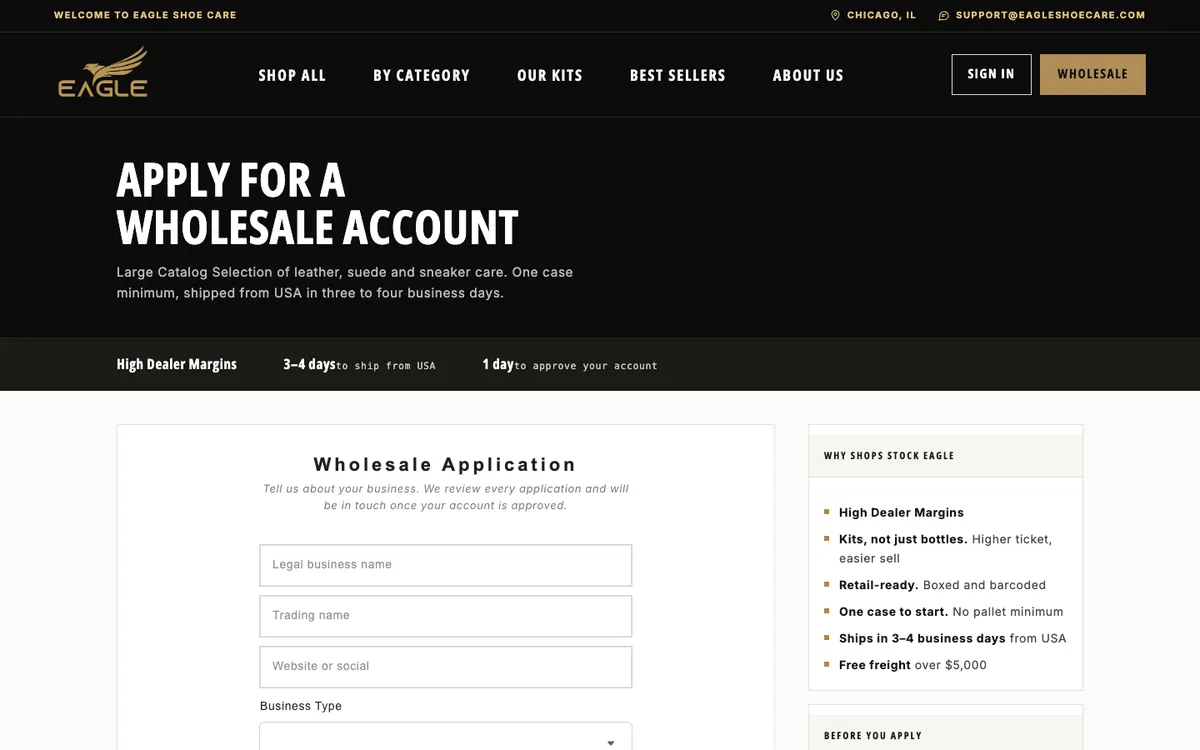 WELCOME TO EAGLE SHOE CARE
CHICAGO, IL
SUPPORT@EAGLESHOECARE.COM
EAGLE
SHOP ALL
BY CATEGORY
OUR KITS
BEST SELLERS
ABOUT US
SIGN IN
WHOLESALE
APPLY FOR A
WHOLESALE ACCOUNT
Large Catalog Selection of leather, suede and sneaker care. One case
minimum, shipped from USA in three to four business days.
High Dealer Margins
3–4 days to ship from USA
1 day to approve your account
Wholesale Application
Tell us about your business. We review every application and will
be in touch once your account is approved.
Legal business name
Trading name
Website or social
Business Type
WHY SHOPS STOCK EAGLE
High Dealer Margins
Kits, not just bottles. Higher ticket,
easier sell
Retail-ready. Boxed and barcoded
One case to start. No pallet minimum
Ships in 3–4 business days from USA
Free freight over $5,000
BEFORE YOU APPLY